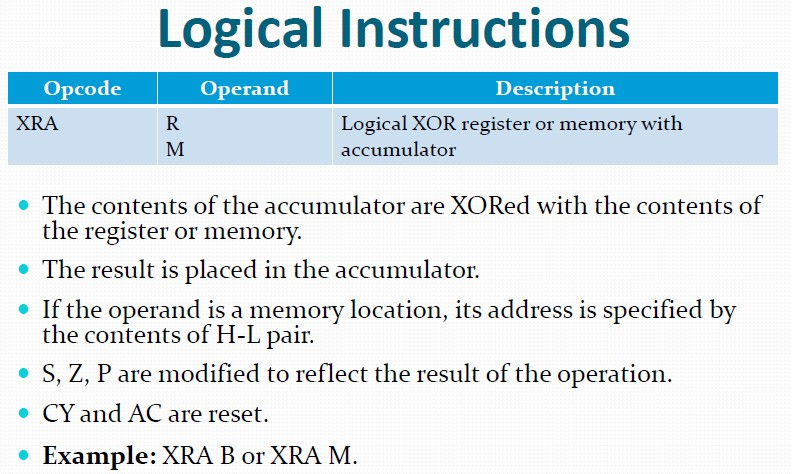 Logical Instructions
Opcode Operand Description
XRA R Logical XOR register or memory with
M accumulator
• The contents of the accumulator are XORed with the contents of
the register or memory.
• The result is placed in the accumulator.
• If the operand is a memory location, its address is specified by
the contents of H-L pair.
• S, Z, P are modified to reflect the result of the operation.
• CY and AC are reset.
• Example: XRA B or XRA M.